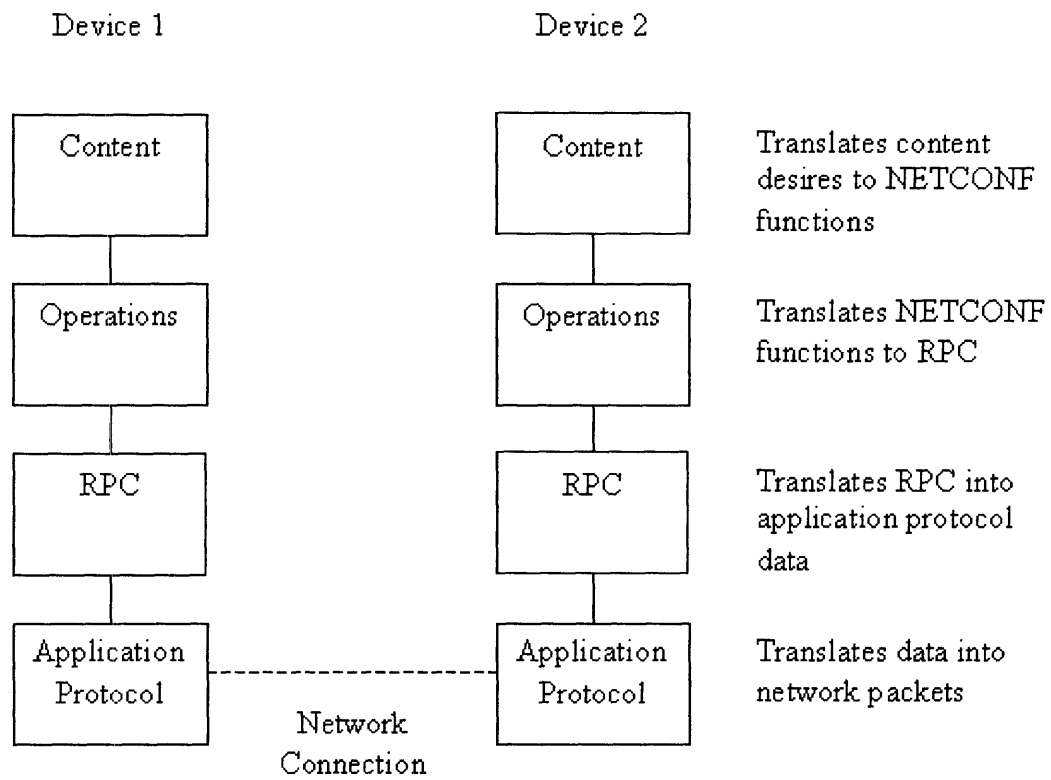 Device 1
Device 2
Content
Content
Translates content
desires to NETCONF
functions
Operations
Operations
Translates NETCONF
functions to RPC
RPC
RPC
Translates RPC into
application protocol
data
Application
Protocol
Application
Protocol
Translates data into
network packets
Network
Connection